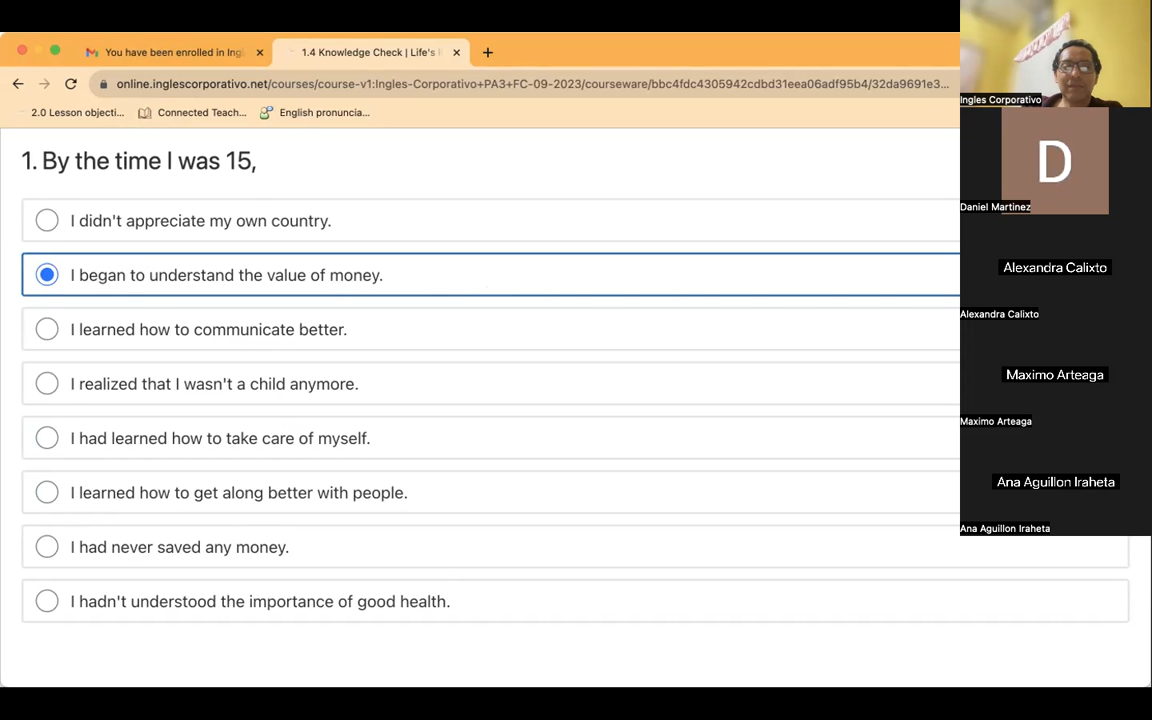 You have been enrolled in Ingl
1.4 Knowledge Check | Life's l
online.inglescorporativo.net/courses/course-v1:Ingles-Corporativo+PA3+FC-09-2023/courseware/bbc4fdc4305942cdbd31eea06adf95b4/32da9691e3...
2.0 Lesson objecti...
Connected Teach...
English pronuncia...
1. By the time I was 15,
I didn't appreciate my own country.
I began to understand the value of money.
I learned how to communicate better.
I realized that I wasn't a child anymore.
I had learned how to take care of myself.
I learned how to get along better with people.
I had never saved any money.
I hadn't understood the importance of good health.
Ingles Corporativo
D
Daniel Martinez
Alexandra Calixto
Alexandra Calixto
Maximo Arteaga
Maximo Arteaga
Ana Aguillon Iraheta
Ana Aguillon Iraheta